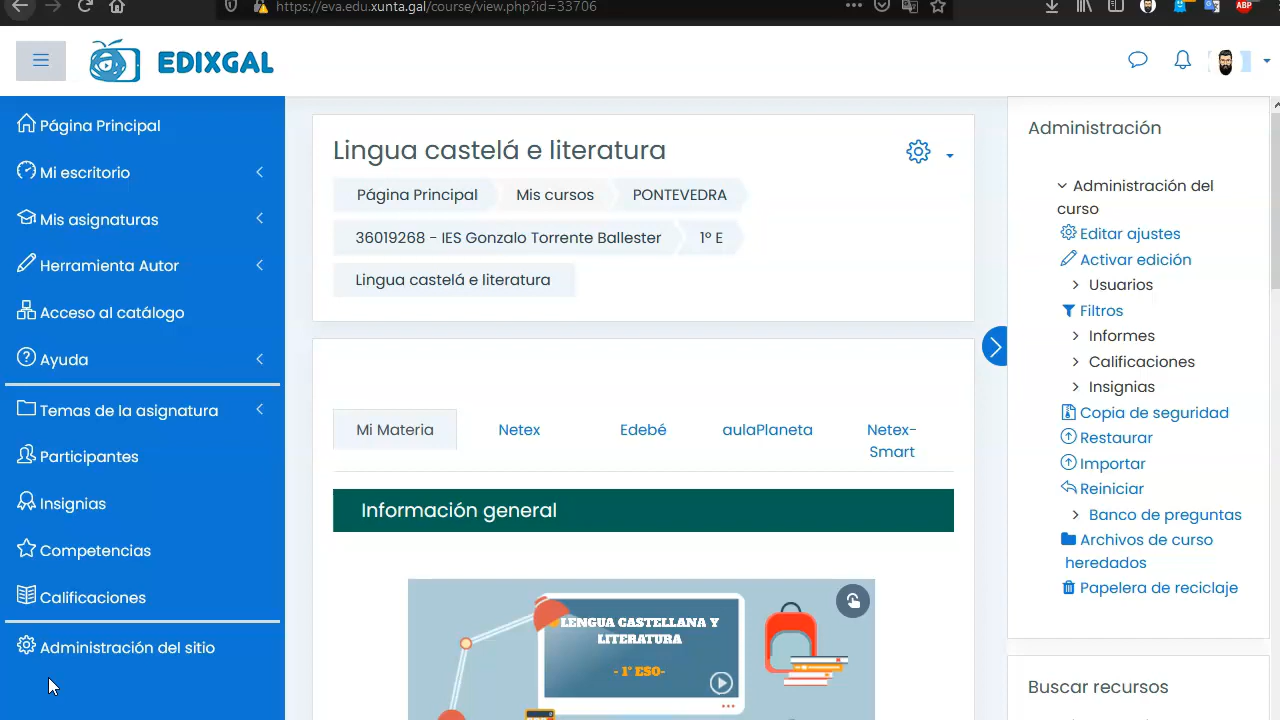 https://eva.edu.xunta.gal/course/view.php?id=33706
ABP
EDIXGAL
Página Principal
Mi escritorio
Mis asignaturas
Herramienta Autor
Acceso al catálogo
Ayuda
Temas de la asignatura
Participantes
Insignias
Competencias
Calificaciones
Administración del sitio
Lingua castelá e literatura
Página Principal
Mis cursos
PONTEVEDRA
36019268 - IES Gonzalo Torrente Ballester
1º E
Lingua castelá e literatura
Mi Materia
Netex
Edebé
aulaPlaneta
Netex-
Smart
Información general
LENGUA CASTELLANA Y
LITERATURA
- 1º ESO-
Administración
Administración del
curso
Editar ajustes
Activar edición
Usuarios
Filtros
Informes
Calificaciones
Insignias
Copia de seguridad
Restaurar
Importar
Reiniciar
Banco de preguntas
Archivos de curso
heredados
Papelera de reciclaje
Buscar recursos